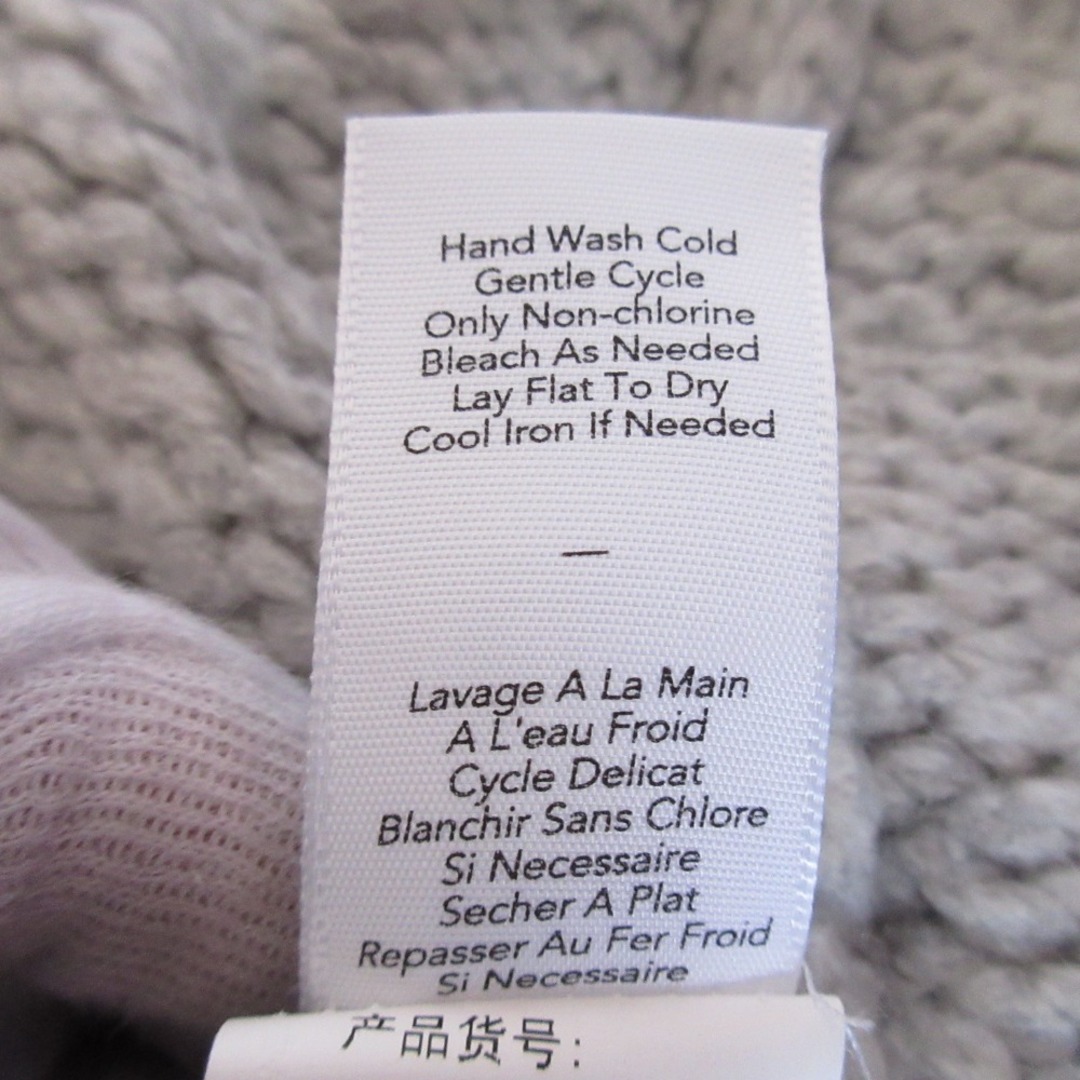 Hand Wash Cold
Gentle Cycle
Only Non-chlorine
Bleach As Needed
Lay Flat To Dry
Cool Iron If Needed
—
Lavage A La Main
A L'eau Froid
Cycle Delicat
Blanchir Sans Chlore
Si Necessaire
Secher A Plat
Repasser Au Fer Froid
Si Necessaire
产品货号: